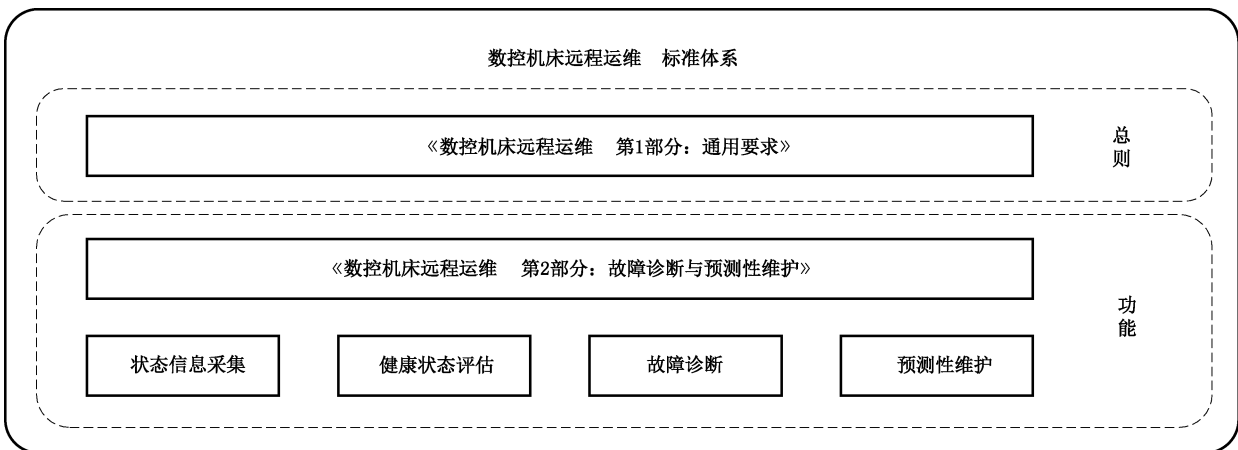 数控机床远程运维 标准体系
《数控机床远程运维 第1部分：通用要求》
总
则
《数控机床远程运维 第2部分：故障诊断与预测性维护》
功
能
状态信息采集
健康状态评估
故障诊断
预测性维护